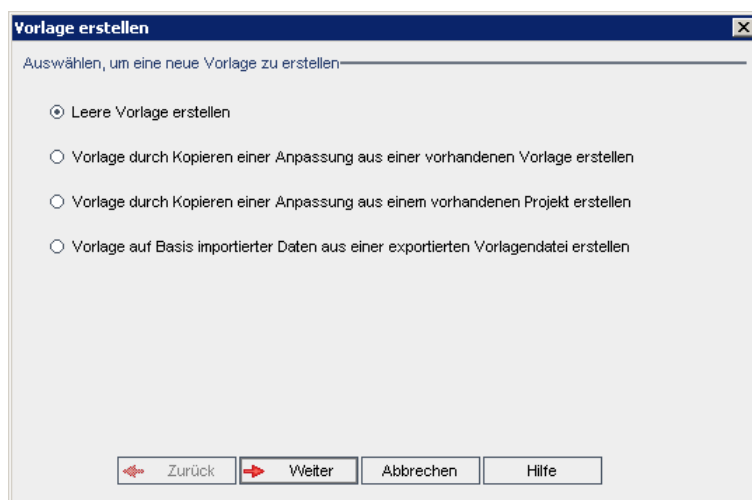 Vorlage erstellen
Auswählen, um eine neue Vorlage zu erstellen
Leere Vorlage erstellen
Vorlage durch Kopieren einer Anpassung aus einer vorhandenen Vorlage erstellen
Vorlage durch Kopieren einer Anpassung aus einem vorhandenen Projekt erstellen
Vorlage auf Basis importierter Daten aus einer exportierten Vorlagendatei erstellen
Zurück Weiter Abbrechen Hilfe